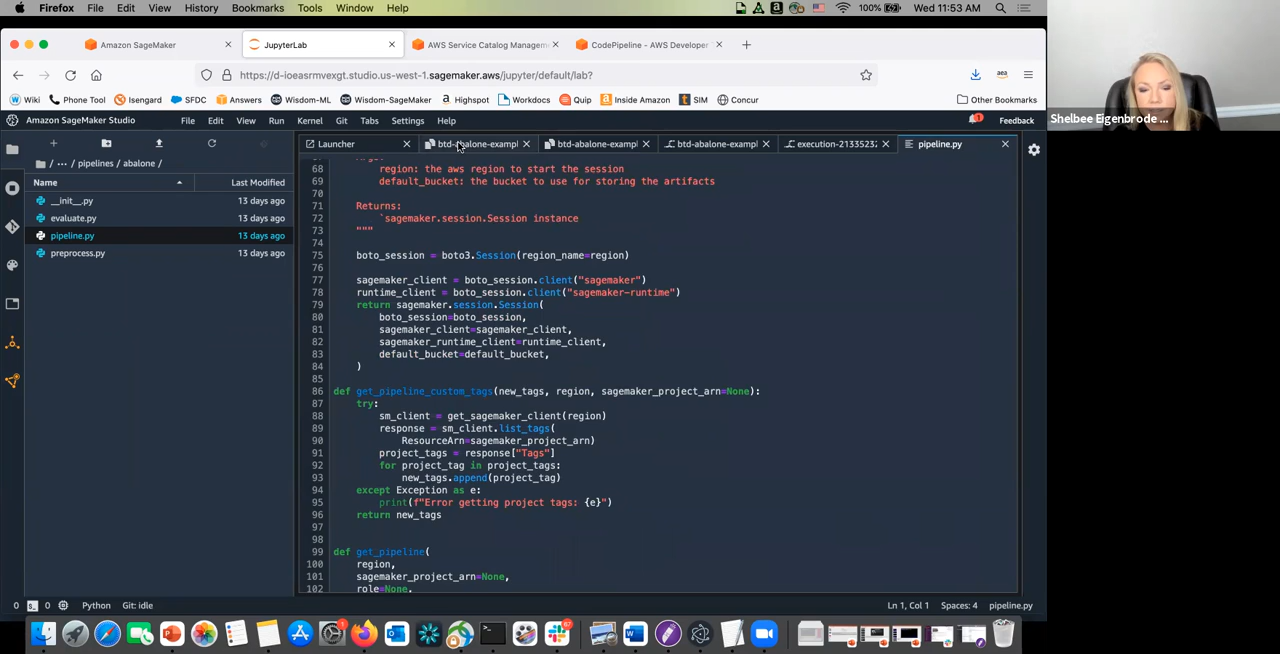 Firefox File Edit View History Bookmarks Tools Window Help 100% Wed 11:53 AM
Amazon SageMaker JupyterLab AWS Service Catalog Managem CodePipeline - AWS Developer
https://d-ioeasrmvexgt.studio.us-west-1.sagemaker.aws/jupyter/default/lab?
Wiki Phone Tool Isengard SFDC Answers Wisdom-ML Wisdom-SageMaker Highspot Workdocs Quip Inside Amazon SIM Concur Other Bookmarks
Shelbee Eigenbrode ...
Amazon SageMaker Studio File Edit View Run Kernel Git Tabs Settings Help 1 Feedback
Launcher btd-abalone-exampl btd-abalone-exampl btd-abalone-exampl execution-2133523: pipeline.py
/ ... / pipelines / abalone /
Name Last Modified
__init__.py 13 days ago
evaluate.py 13 days ago
pipeline.py 13 days ago
preprocess.py 13 days ago
68 region: the aws region to start the session
69 default_bucket: the bucket to use for storing the artifacts
70
71 Returns:
72 `sagemaker.session.Session instance
73 """
74
75 boto_session = boto3.Session(region_name=region)
76
77 sagemaker_client = boto_session.client("sagemaker")
78 runtime_client = boto_session.client("sagemaker-runtime")
79 return sagemaker.session.Session(
80 boto_session=boto_session,
81 sagemaker_client=sagemaker_client,
82 sagemaker_runtime_client=runtime_client,
83 default_bucket=default_bucket,
84 )
85
86 def get_pipeline_custom_tags(new_tags, region, sagemaker_project_arn=None):
87 try:
88 sm_client = get_sagemaker_client(region)
89 response = sm_client.list_tags(
90 ResourceArn=sagemaker_project_arn)
91 project_tags = response["Tags"]
92 for project_tag in project_tags:
93 new_tags.append(project_tag)
94 except Exception as e:
95 print(f"Error getting project tags: {e}")
96 return new_tags
97
98
99 def get_pipeline(
100 region,
101 sagemaker_project_arn=None,
102 role=None,
0 0 Python Git: idle Ln 1, Col 1 Spaces: 4 pipeline.py